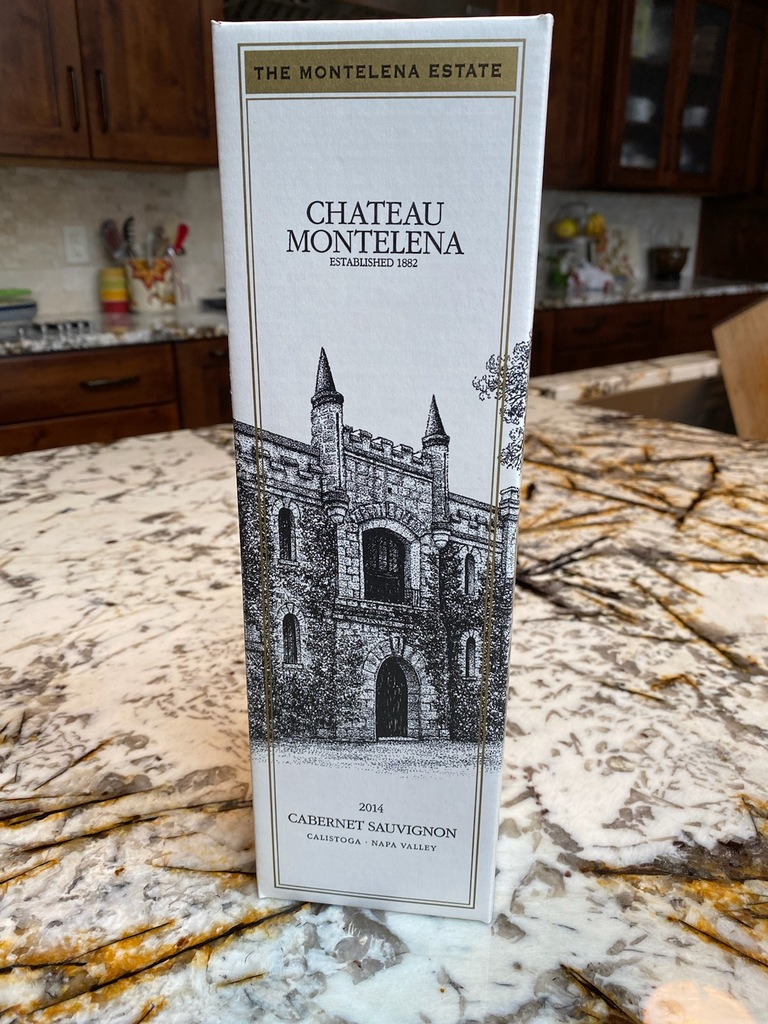 THE MONTELENA ESTATE
CHATEAU
MONTELENA
ESTABLISHED 1882
2014
CABERNET SAUVIGNON
CALISTOGA · NAPA VALLEY